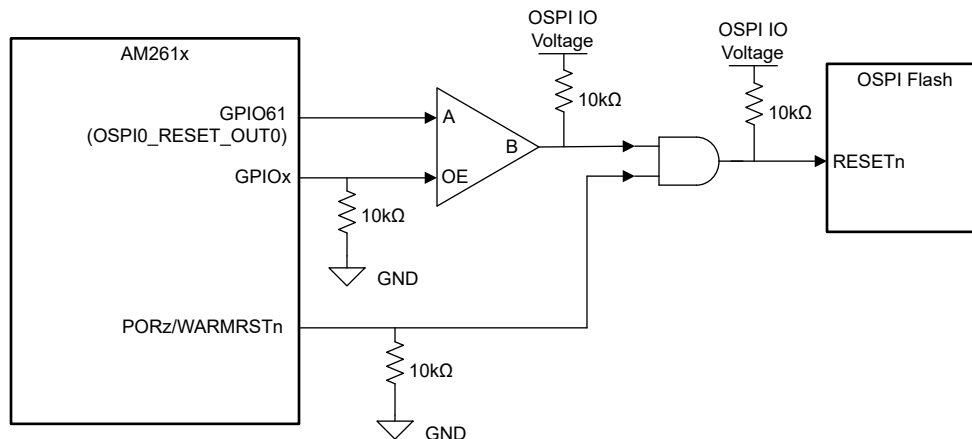 AM261x
GPIO61
(OSPI0_RESET_OUT0)
GPIOx
10kΩ
GND
PORz/WARMRSTn
10kΩ
GND
A
OE
B
OSPI IO
Voltage
10kΩ
OSPI IO
Voltage
10kΩ
OSPI Flash
RESETn